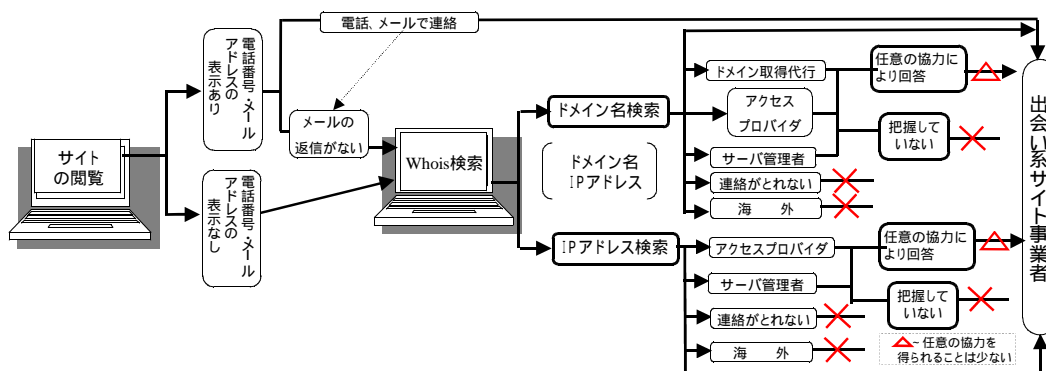 サイト
の閲覧
電話番号・メール
アドレスの
表示あり
電話番号・メール
アドレスの
表示なし
電話、メールで連絡
メールの
返信がない
Whois検索
ドメイン名検索
ドメイン名
IPアドレス
IPアドレス検索
ドメイン取得代行
アクセス
プロバイダ
サーバ管理者
連絡がとれない
海 外
任意の協力に
より回答
把握して
いない
アクセスプロバイダ
サーバ管理者
連絡がとれない
海 外
任意の協力に
より回答
把握して
いない
△~任意の協力を
得られることは少ない
出会い系サイト事業者